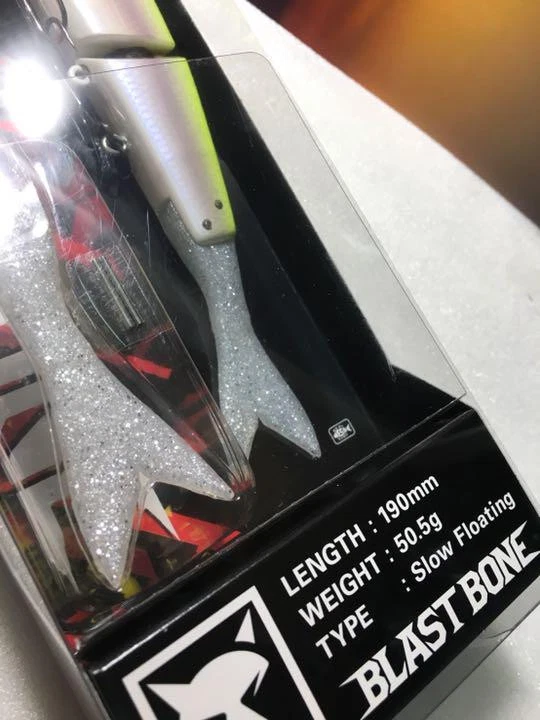 LENGTH : 190mm
WEIGHT : 50.5g
TYPE : Slow Floating
BLAST BONE